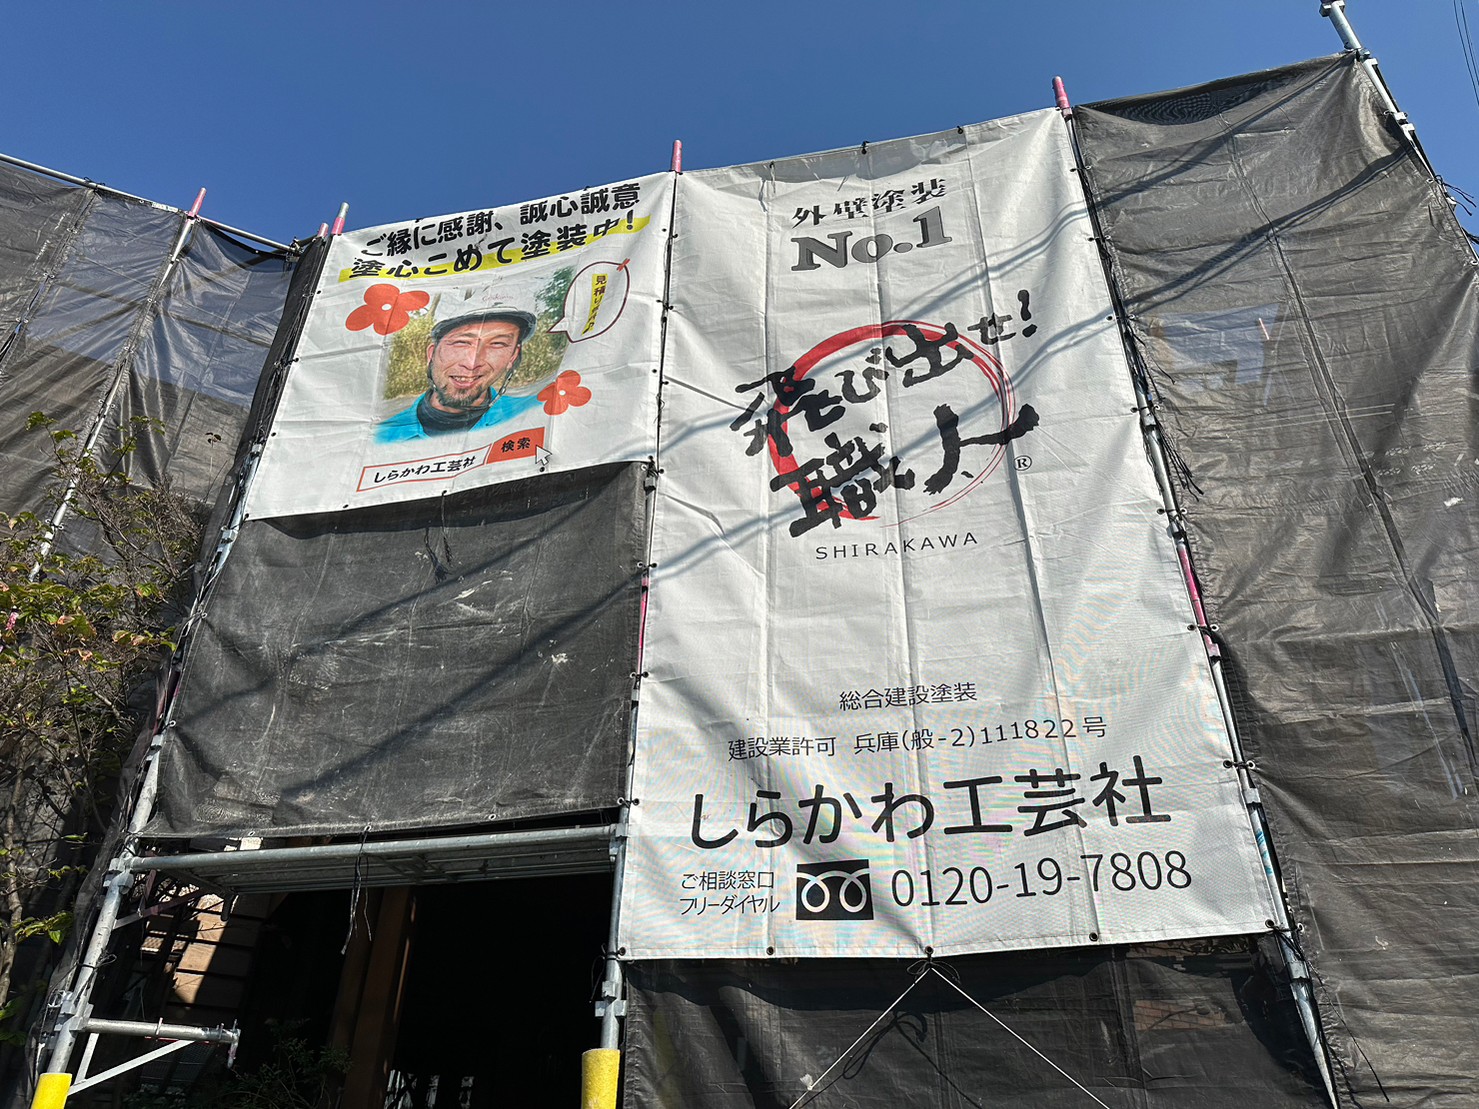 ご縁に感謝、誠心誠意
塗心こめて塗装中!
しらかわ工芸社 検索
外壁塗装
No.1
飛び出せ!
職人
®
SHIRAKAWA
総合建設塗装
建設業許可 兵庫(般-2)111822号
しらかわ工芸社
ご相談窓口
フリーダイヤル
0120-19-7808